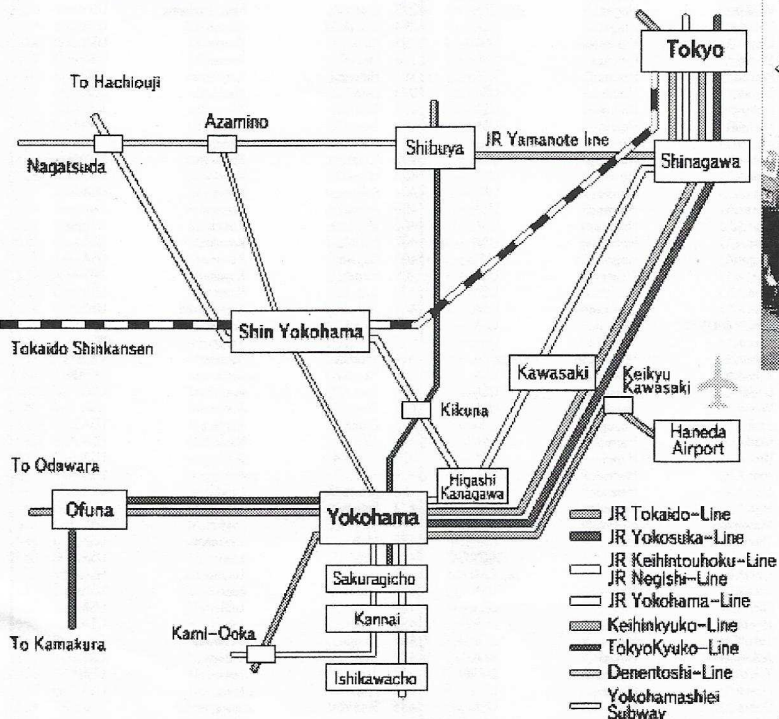 Tokyo
To Hachiouji
Azamino
Shibuya
JR Yamanote line
Shinagawa
Nagatsuda
Shin Yokohama
Tokaido Shinkansen
Kawasaki
Keikyu
Kawasaki
Kikuna
Haneda
Airport
To Odawara
Higashi
Kanagawa
Ofuna
Yokohama
Sakuragicho
Kannai
Kami-Ooka
To Kamakura
Ishikawacho
JR Tokaido-Line
JR Yokosuka-Line
JR Keihintouhoku-Line
JR Negishi-Line
JR Yokohama-Line
Keihinkyuko-Line
TokyoKyuko-Line
Denentoshi-Line
Yokohamashiei
Subway